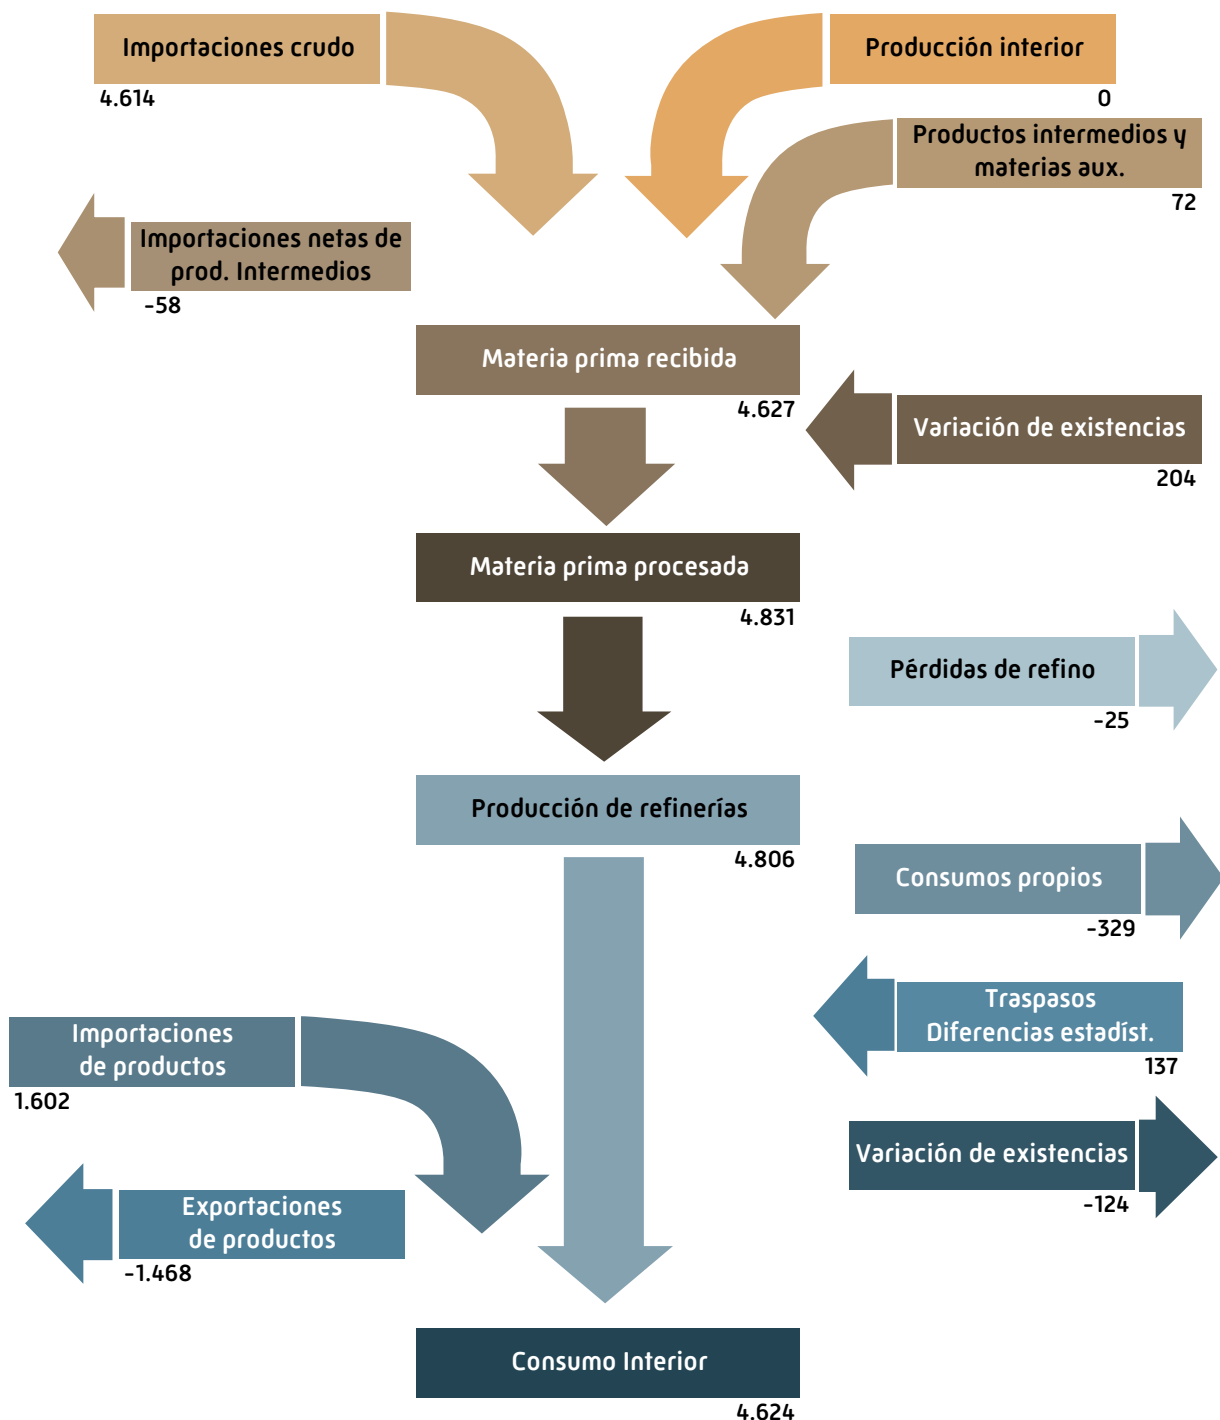 Importaciones crudo
4.614
Producción interior
0
Productos intermedios y
materias aux.
72
Importaciones netas de
prod. Intermedios
-58
Materia prima recibida
4.627
Variación de existencias
204
Materia prima procesada
4.831
Pérdidas de refino
-25
Producción de refinerías
4.806
Consumos propios
-329
Traspasos
Diferencias estadíst.
137
Importaciones
de productos
1.602
Variación de existencias
-124
Exportaciones
de productos
-1.468
Consumo Interior
4.624